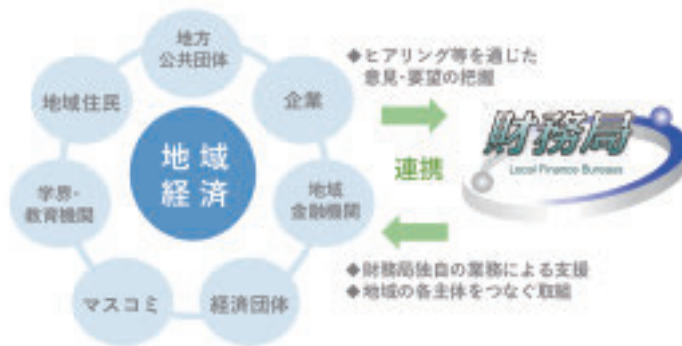 地方
公共団体
企業
地域
金融機関
経済団体
マスコミ
学界・
教育機関
地域住民
地域
経済
◆ヒアリング等を通じた
意見・要望の把握
連携
財務局
Local Finance Bureaus
◆財務局独自の業務による支援
◆地域の各主体をつなぐ取組